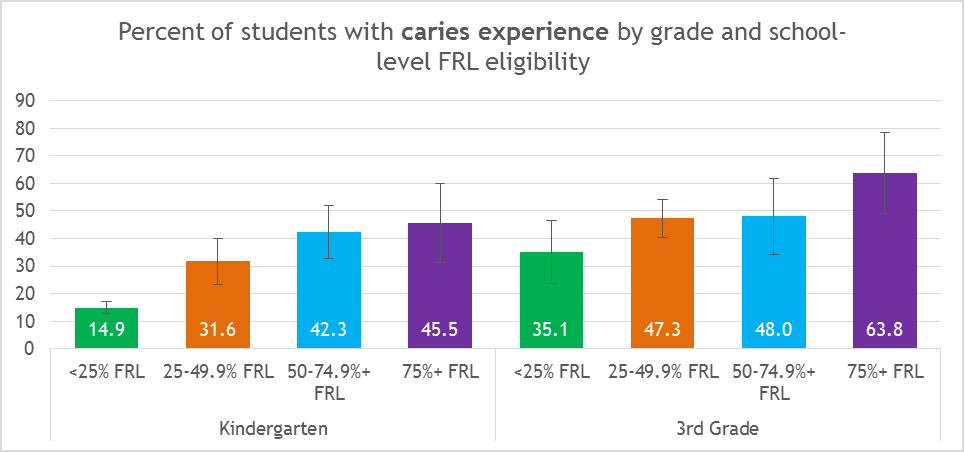 Percent of students with caries experience by grade and school-
level FRL eligibility
90
80
70
60
50
40
30
20
10
0
14.9
31.6
42.3
45.5
35.1
47.3
48.0
63.8
<25% FRL
25-49.9% FRL
50-74.9%+
FRL
75%+ FRL
<25% FRL
25-49.9% FRL
50-74.9%+
FRL
75%+ FRL
Kindergarten
3rd Grade